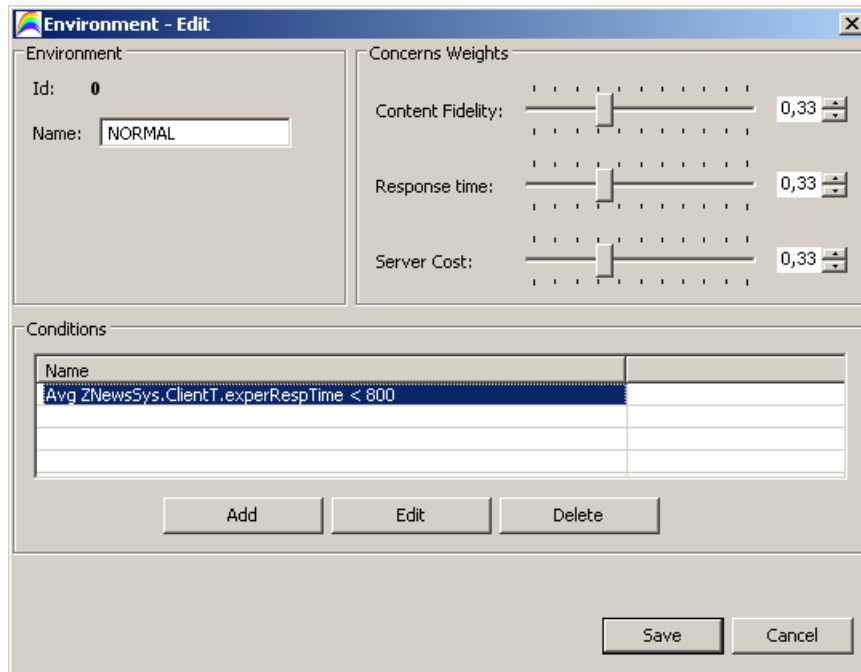 Environment - Edit
Environment
Id: 0
Name: NORMAL
Concerns Weights
Content Fidelity: 0,33
Response time: 0,33
Server Cost: 0,33
Conditions
Name
Avg ZNewsSys.ClientT.experRespTime < 800
Add Edit Delete
Save Cancel